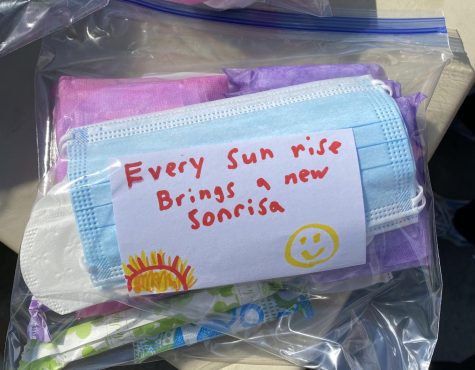 Every Sun rise
Brings a new
Sonrisa